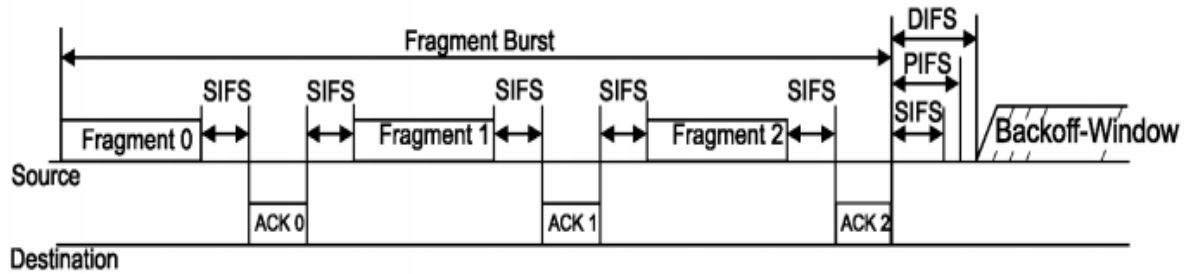 DIFS
Fragment Burst
PIFS
SIFS SIFS SIFS SIFS SIFS SIFS
Fragment 0 Fragment 1 Fragment 2 Backoff-Window
Source
ACK 0 ACK 1 ACK 2
Destination